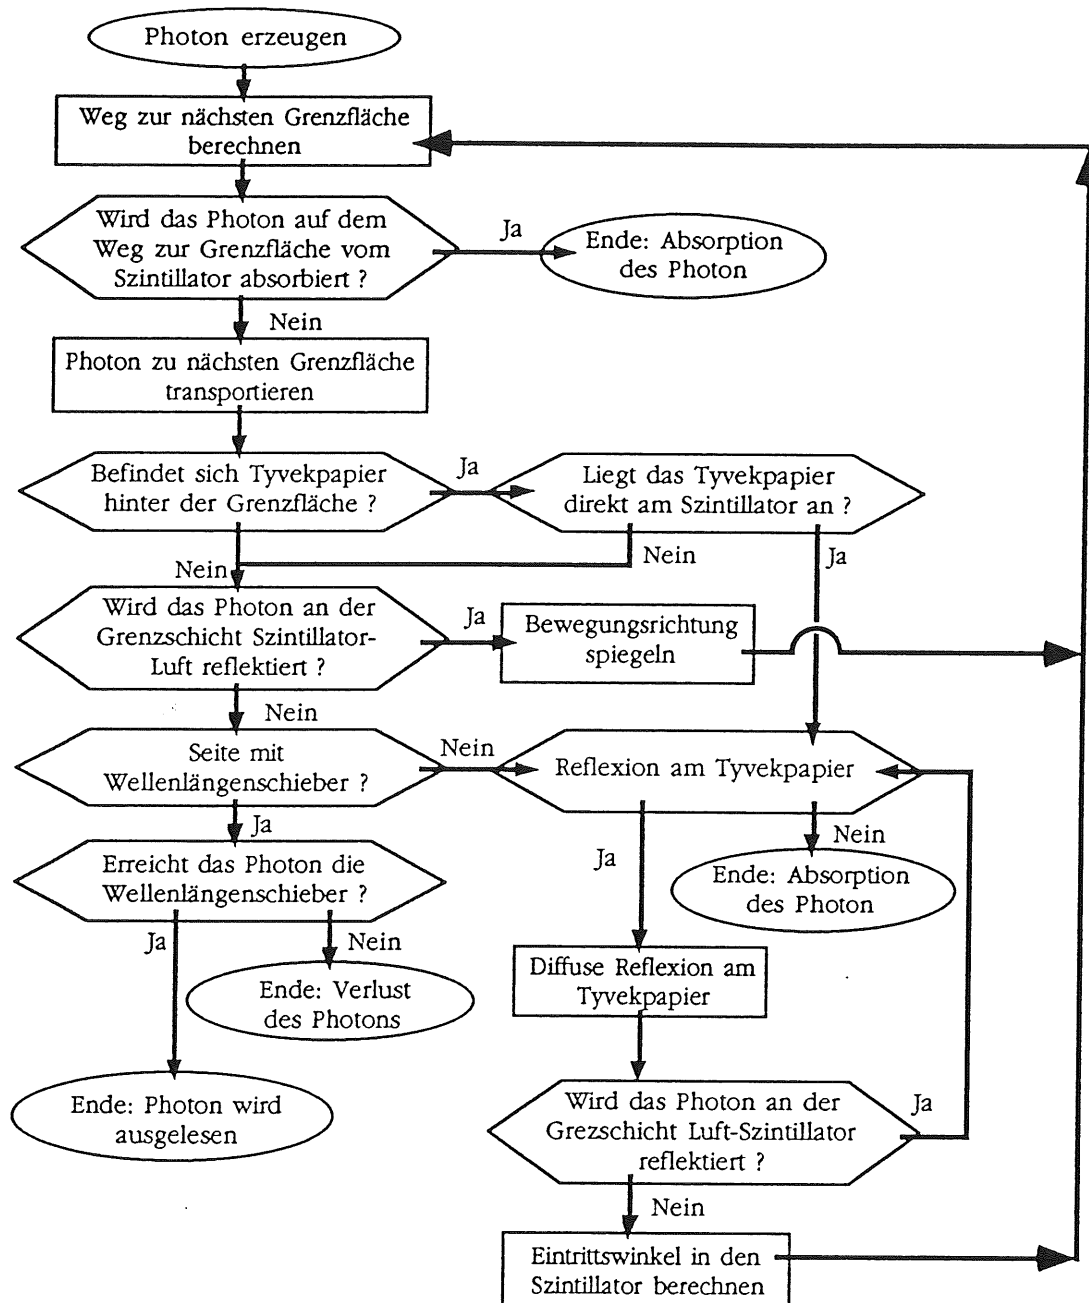 Photon erzeugen
Weg zur nächsten Grenzfläche
berechnen
Wird das Photon auf dem
Weg zur Grenzfläche vom
Szintillator absorbiert ?
Ja
Ende: Absorption
des Photon
Nein
Photon zu nächsten Grenzfläche
transportieren
Befindet sich Tyvekpapier
hinter der Grenzfläche ?
Ja
Liegt das Tyvekpapier
direkt am Szintillator an ?
Nein
Nein
Ja
Wird das Photon an der
Grenzschicht Szintillator-
Luft reflektiert ?
Ja
Bewegungsrichtung
spiegeln
Nein
Seite mit
Wellenlängenschieber ?
Nein
Reflexion am Tyvekpapier
Ja
Ja
Nein
Erreicht das Photon die
Wellenlängenschieber ?
Ende: Absorption
des Photon
Ja
Nein
Ende: Verlust
des Photons
Diffuse Reflexion am
Tyvekpapier
Ende: Photon wird
ausgelesen
Wird das Photon an der
Grezschicht Luft-Szintillator
reflektiert ?
Ja
Nein
Eintrittswinkel in den
Szintillator berechnen